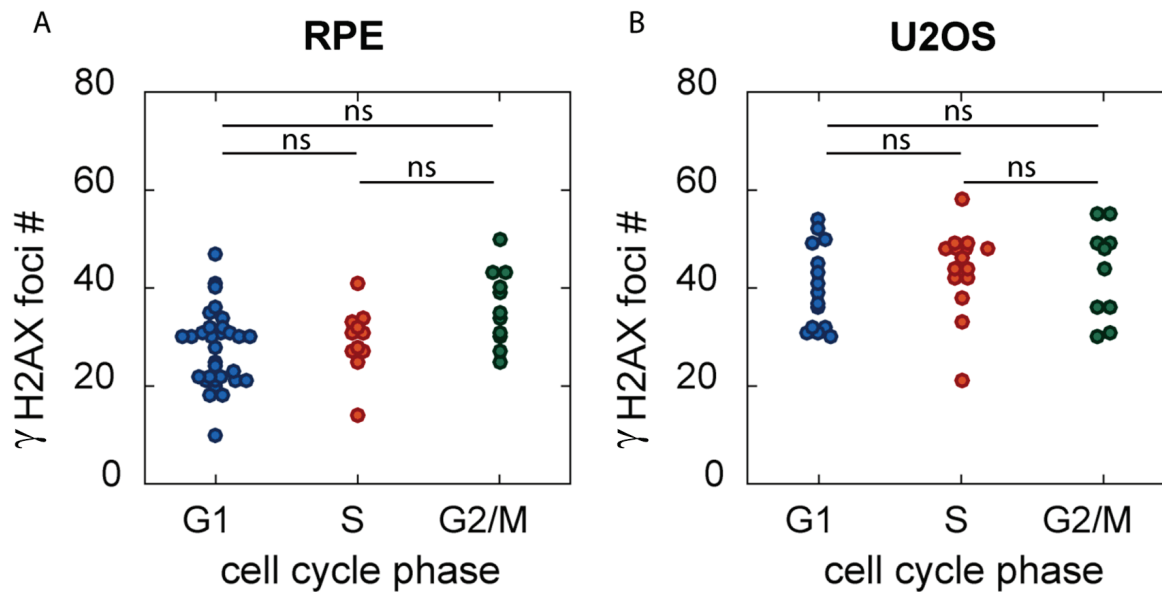 A
RPE
80
60
40
20
0
γ H2AX foci #
ns
ns
ns
G1 S G2/M
cell cycle phase
B
U2OS
80
60
40
20
0
γ H2AX foci #
ns
ns
ns
G1 S G2/M
cell cycle phase